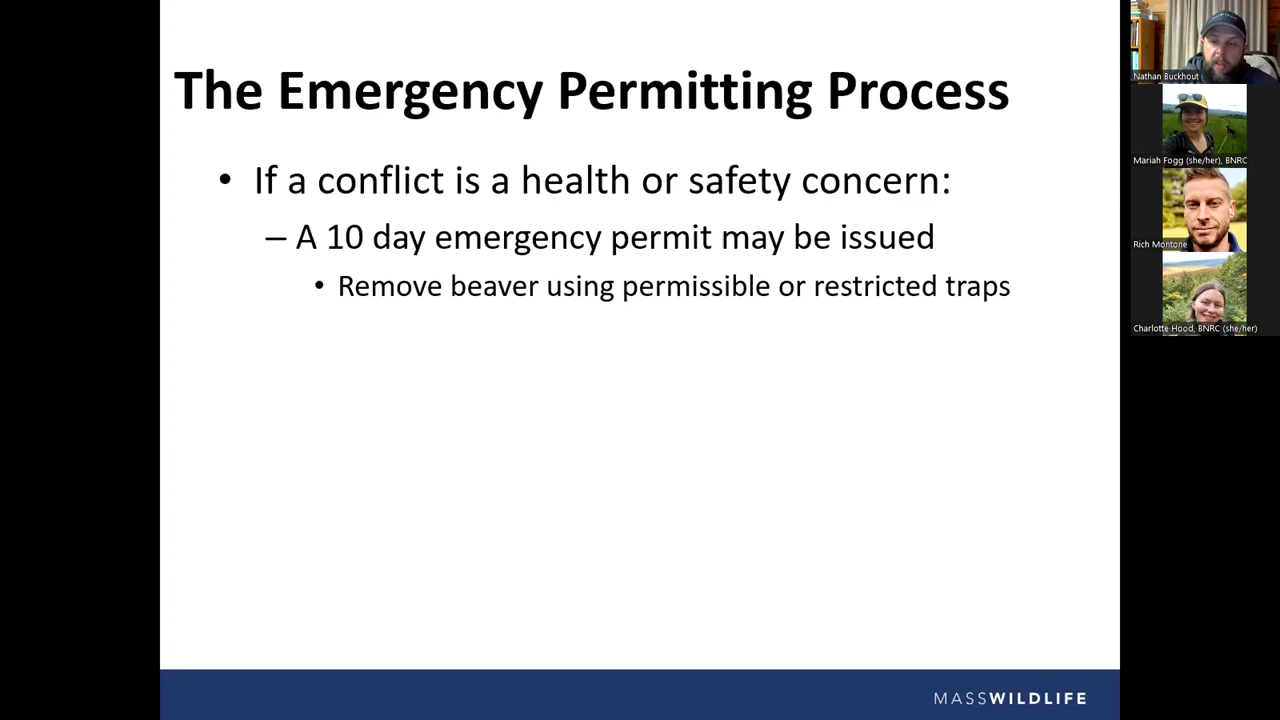 The Emergency Permitting Process
• If a conflict is a health or safety concern:
– A 10 day emergency permit may be issued
• Remove beaver using permissible or restricted traps
MASSWILDLIFE
Nathan Buckhout
Mariah Fogg (she/her), BNRC
Rich Montone
Charlotte Hood, BNRC (she/her)